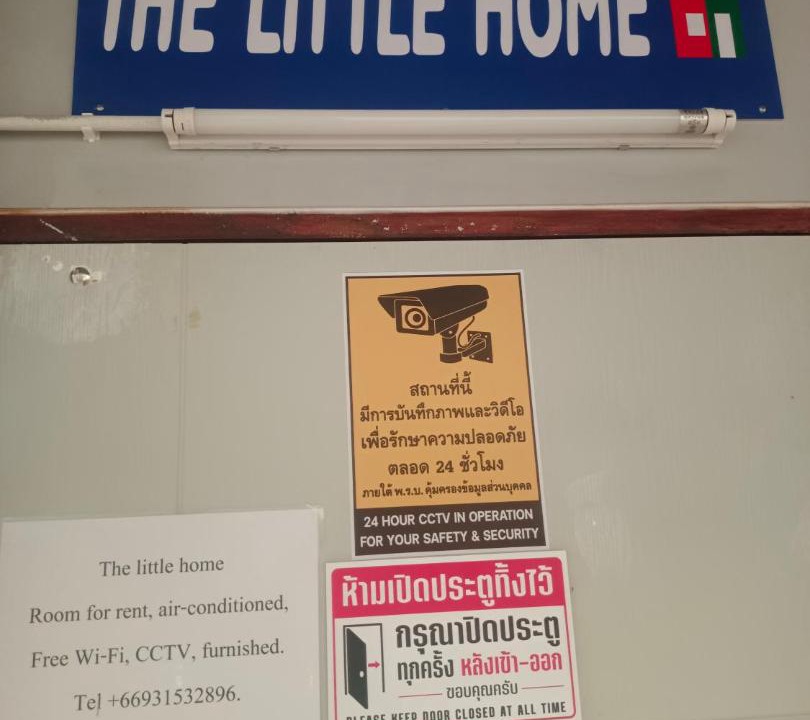 THE LITTLE HOME
สถานที่นี้
มีการบันทึกภาพและวิดีโอ
เพื่อรักษาความปลอดภัย
ตลอด 24 ชั่วโมง
ภายใต้ พ.ร.บ. คุ้มครองข้อมูลส่วนบุคคล
24 HOUR CCTV IN OPERATION
FOR YOUR SAFETY & SECURITY
The little home
Room for rent, air-conditioned,
Free Wi-Fi, CCTV, furnished.
Tel +66931532896.
ห้ามเปิดประตูทิ้งไว้
กรุณาปิดประตู
ทุกครั้ง หลังเข้า-ออก
ขอบคุณครับ
PLEASE KEEP DOOR CLOSED AT ALL TIME